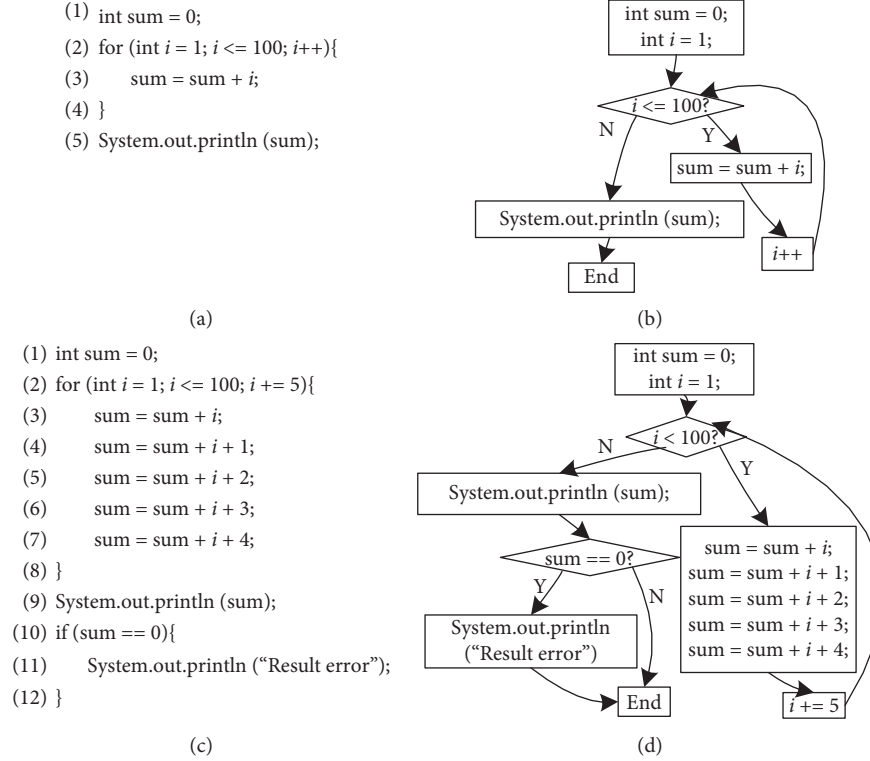 (1) int sum = 0;
(2) for (int i = 1; i <= 100; i++){
(3) sum = sum + i;
(4) }
(5) System.out.println (sum);
(a)
int sum = 0;
int i = 1;
i <= 100?
N
Y
sum = sum + i;
System.out.println (sum);
i++
End
(b)
(1) int sum = 0;
(2) for (int i = 1; i <= 100; i += 5){
(3) sum = sum + i;
(4) sum = sum + i + 1;
(5) sum = sum + i + 2;
(6) sum = sum + i + 3;
(7) sum = sum + i + 4;
(8) }
(9) System.out.println (sum);
(10) if (sum == 0){
(11) System.out.println (“Result error”);
(12) }
(c)
int sum = 0;
int i = 1;
i < 100?
N
Y
System.out.println (sum);
sum == 0?
Y
N
sum = sum + i;
sum = sum + i + 1;
sum = sum + i + 2;
sum = sum + i + 3;
sum = sum + i + 4;
System.out.println
(“Result error”)
End
i += 5
(d)